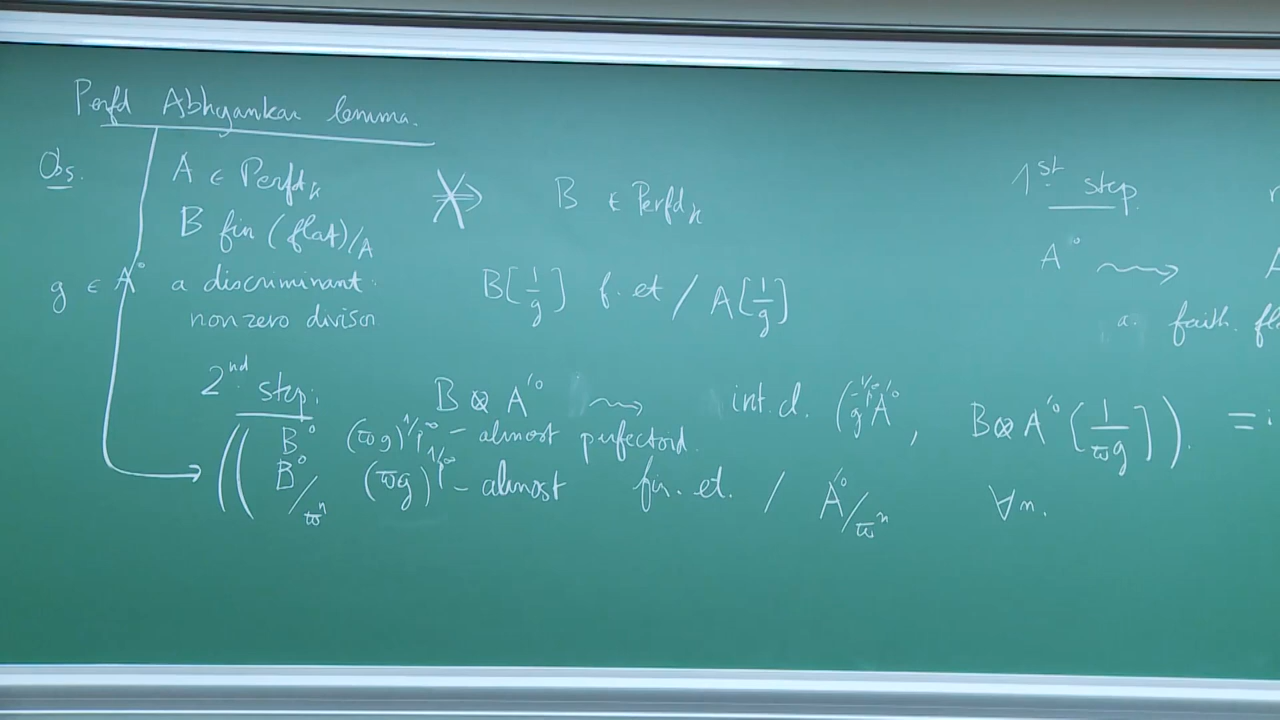 Perfd Abhyankar lemma.
Obs. A ∈ Perfd_K ⇏ B ∈ Perfd_K
B fin (flat)/A
g ∈ A° a discriminant: B[1/g] f. et / A[1/g]
non zero divisor
1st step.
A° ⇝ A
a. faith. fl
2nd step: B ⊗ A'° ⇝ int. cl. (g^{-1/p^∞} A'°, B⊗A'°[1/ϖg]). = i
(( B° (ϖg)^{1/p^∞} - almost perfectoid.
B°/ϖ^n (ϖg)^{1/p^∞} - almost fin. et. / A'°/ϖ^n ∀n.